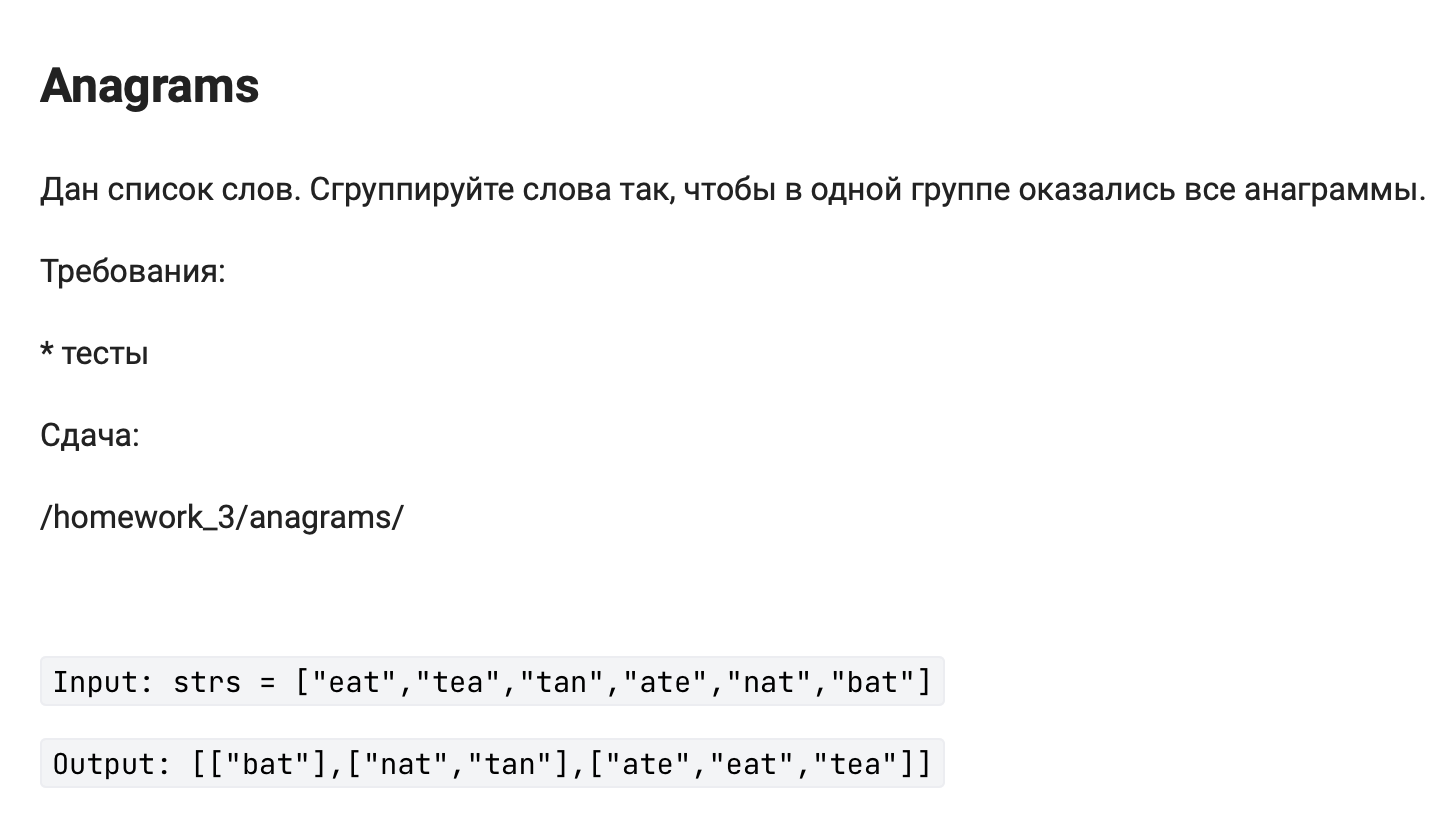 Anagrams
Дан список слов. Сгруппируйте слова так, чтобы в одной группе оказались все анаграммы.
Требования:
* тесты
Сдача:
/homework_3/anagrams/
Input: strs = ["eat","tea","tan","ate","nat","bat"]
Output: [["bat"],["nat","tan"],["ate","eat","tea"]]